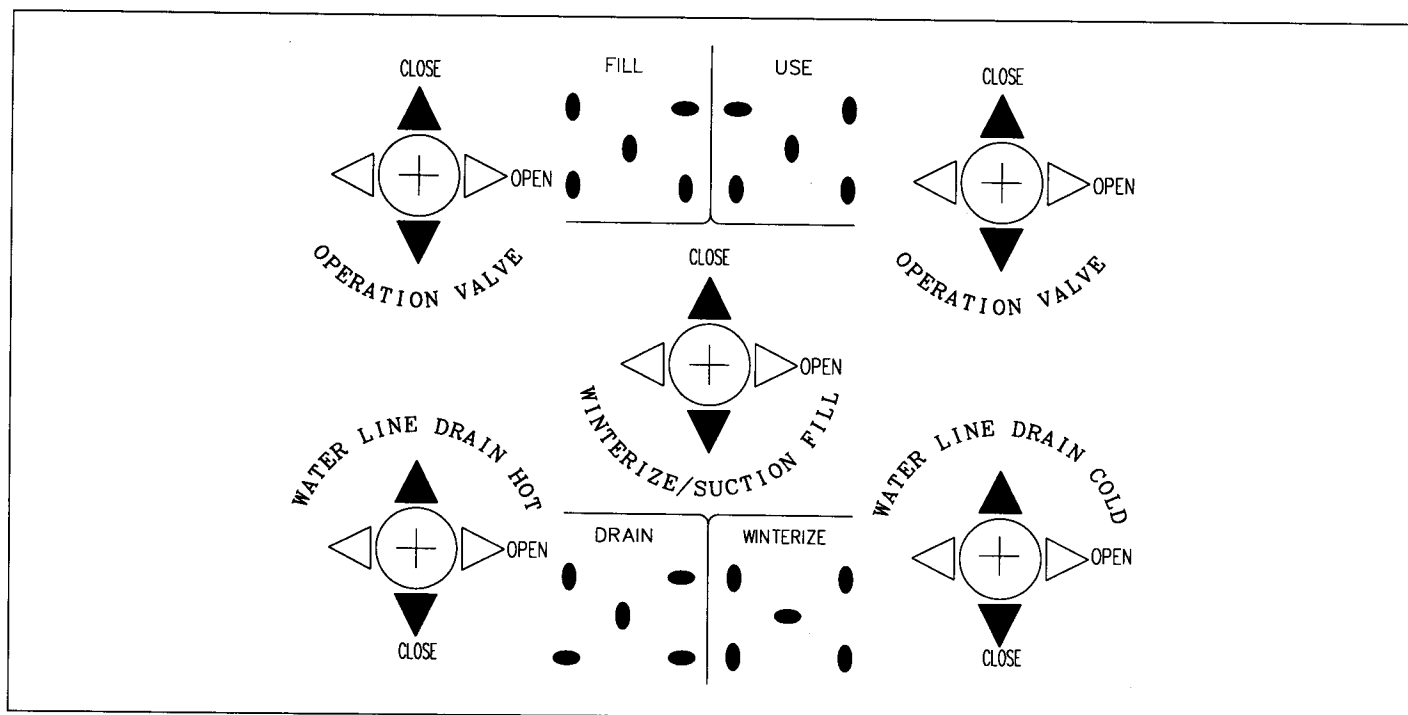 CLOSE
OPEN
OPERATION VALVE
FILL
USE
CLOSE
OPEN
OPERATION VALVE
CLOSE
OPEN
WINTERIZE/SUCTION FILL
WATER LINE DRAIN HOT
OPEN
CLOSE
DRAIN
WINTERIZE
WATER LINE DRAIN COLD
OPEN
CLOSE